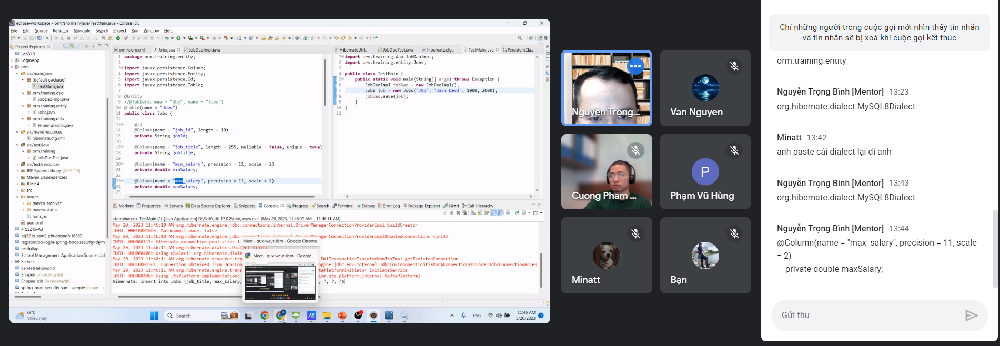 eclipse-workspace - orm/src/main/java/TestMain.java - Eclipse IDE
File Edit Source Refactor Navigate Search Project Run Window Help
Project Explorer
Lab310
LoginApp
orm
src/main/java
(default package)
TestMain.java
orm.training.dao
JobDaoImpl.java
orm.training.entity
Jobs.java
orm.training.utils
HibernateUtils.java
src/main/resources
hibernate.cfg.xml
src/test/java
orm.training
JobDaoTest.java
src/test/resources
JRE System Library [J2SE-1.5]
Maven Dependencies
JUnit 4
src
target
maven-archiver
maven-status
hrms.jar
pom.xml
PRJ321x-A3
prj321x-asm2-phuongnqfx18559
registration-login-spring-boot-security-thym
restfullapi
School Management Application Source cod
Servers
ServletHelloworld
Shopee (in orderuytin)
Shopee_old (in orderuytin)
spring-boot-security-saml-sample (in saml-s
orm/pom.xml Jobs.java JobDaoImpl.java
1 package orm.training.entity;
2
3 import javax.persistence.Column;
4 import javax.persistence.Entity;
5 import javax.persistence.Id;
6 import javax.persistence.Table;
7
8 @Entity
9 //@Table(schema = "dbo", name = "Jobs")
10 @Table(name = "Jobs")
11 public class Jobs {
12
13 @Id
14 @Column(name = "job_id", length = 10)
15 private String jobId;
16
17 @Column(name = "job_title", length = 255, nullable = false, unique = true)
18 private String jobTitle;
19
20 @Column(name = "min_salary", precision = 11, scale = 2)
21 private double minSalary;
22
23 @Column(name = "max_salary", precision = 11, scale = 2)
24 private double maxSalary;
25
HibernateUtil... JobDaoTest.java hibernate.cfg... TestMain.java PersistentCla...
1 import orm.training.dao.JobDaoImpl;
2 import orm.training.entity.Jobs;
3
4 public class TestMain {
5 public static void main(String[] args) throws Exception {
6 JobDaoImpl jobDao = new JobDaoImpl();
7 Jobs job = new Jobs("J03", "Java Dev3", 1000, 2000);
8 jobDao.save(job);
9 }
10 }
11
Markers Properties Servers Data Source Explorer Snippets Console Progress Search Terminal Debug Error Log Package Explorer JUnit Call Hierarchy
<terminated> TestMain (1) [Java Application] D:\Soft\jdk-17.0.2\bin\javaw.exe (May 20, 2023, 11:46:09 AM – 11:46:11 AM)
May 20, 2023 11:46:10 AM org.hibernate.engine.jdbc.connections.internal.DriverManagerConnectionProviderImpl buildCreator
INFO: HHH10001003: Autocommit mode: false
May 20, 2023 11:46:10 AM org.hibernate.engine.jdbc.connections.internal.DriverManagerConnectionProviderImpl$PooledConnections <init>
INFO: HHH000115: Hibernate connection pool size: 1
May 20, 2023 11:46:11 AM org.hibernate.dialect.Dialect <init>
INFO: HHH000400: Using dialect: org.hibernate.diale
May 20, 2023 11:46:11 AM org.hibernate.resource.tra .DdlTransactionIsolatorNonJtaImpl getIsolatedConnection
INFO: HHH10001501: Connection obtained from JdbcCon ngine.jdbc.env.internal.JdbcEnvironmentInitiator$ConnectionProviderJdbcConnectionAccess
May 20, 2023 11:46:11 AM org.hibernate.engine.trans taPlatformInitiator initiateService
INFO: HHH000490: Using JtaPlatform implementation: ion.jta.platform.internal.NoJtaPlatform]
Hibernate: insert into Jobs (job_title, max_salary, , ?, ?, ?)
Meet - gux-weut-ibm - Google Chrome
Meet - gux-weut-ibm - Google ...
33°C
Nhiều mây
Search
ENG
11:46 AM
5/20/2023
Nguyễn Trọng...
Van Nguyen
Cuong Pham ...
P
Phạm Vũ Hùng
Minatt
Bạn
Chỉ những người trong cuộc gọi mới nhìn thấy tin nhắn
và tin nhắn sẽ bị xoá khi cuộc gọi kết thúc
orm.training.entity
Nguyễn Trọng Bình [Mentor] 13:23
org.hibernate.dialect.MySQL8Dialect
Minatt 13:42
anh paste cái dialect lại đi anh
Nguyễn Trọng Bình [Mentor] 13:43
org.hibernate.dialect.MySQL8Dialect
Nguyễn Trọng Bình [Mentor] 13:44
@Column(name = "max_salary", precision = 11, scale
= 2)
private double maxSalary;
Gửi thư